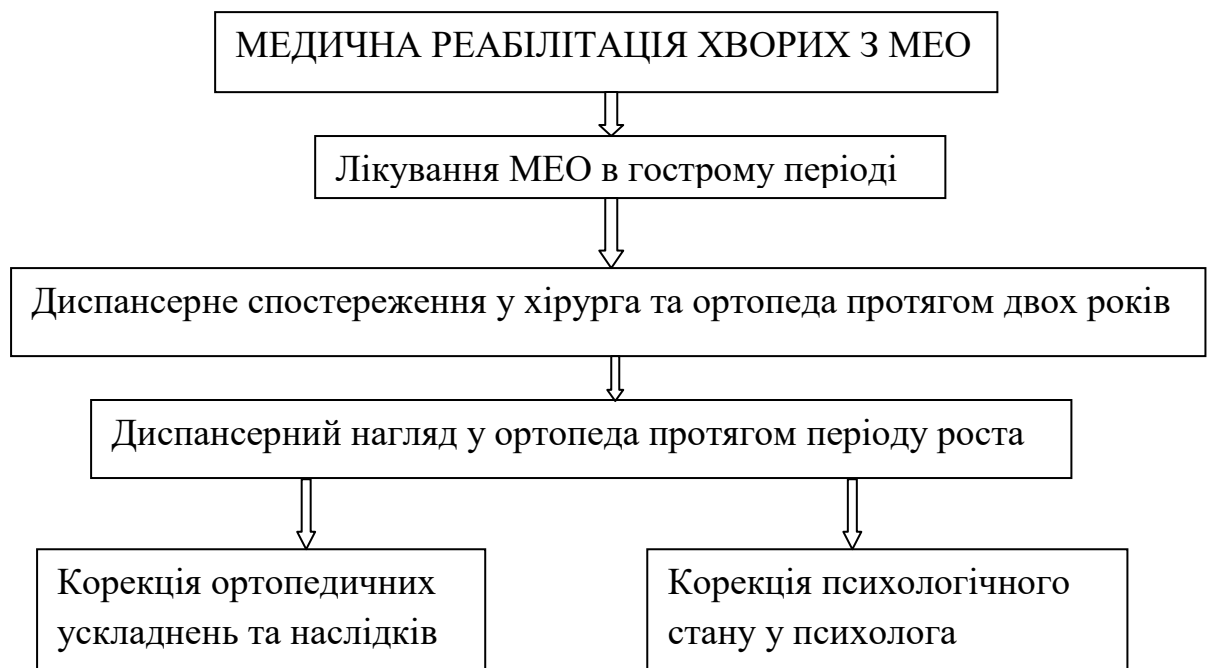 МЕДИЧНА РЕАБІЛІТАЦІЯ ХВОРИХ З МЕО
Лікування МЕО в гострому періоді
Диспансерне спостереження у хірурга та ортопеда протягом двох років
Диспансерний нагляд у ортопеда протягом періоду роста
Корекція ортопедичних
ускладнень та наслідків
Корекція психологічного
стану у психолога